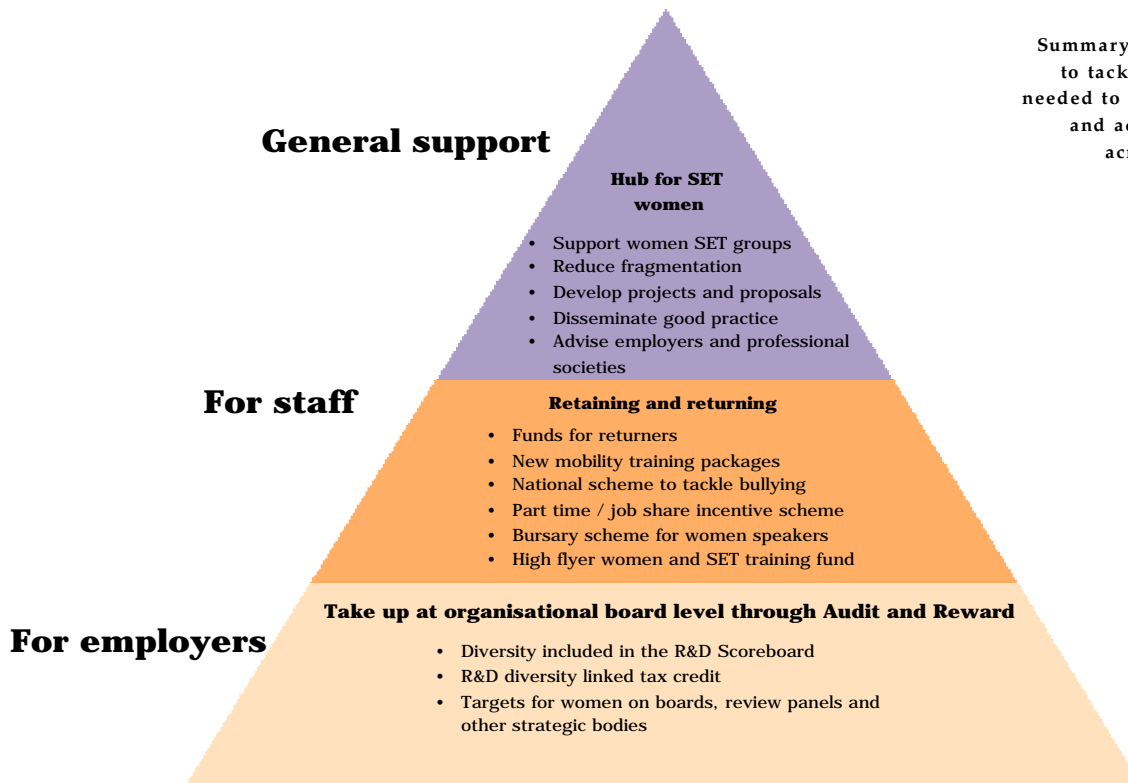 Summary
to tack
needed to
and ac
acr
General support
Hub for SET
women
• Support women SET groups
• Reduce fragmentation
• Develop projects and proposals
• Disseminate good practice
• Advise employers and professional
societies
For staff
Retaining and returning
• Funds for returners
• New mobility training packages
• National scheme to tackle bullying
• Part time / job share incentive scheme
• Bursary scheme for women speakers
• High flyer women and SET training fund
For employers
Take up at organisational board level through Audit and Reward
• Diversity included in the R&D Scoreboard
• R&D diversity linked tax credit
• Targets for women on boards, review panels and
other strategic bodies